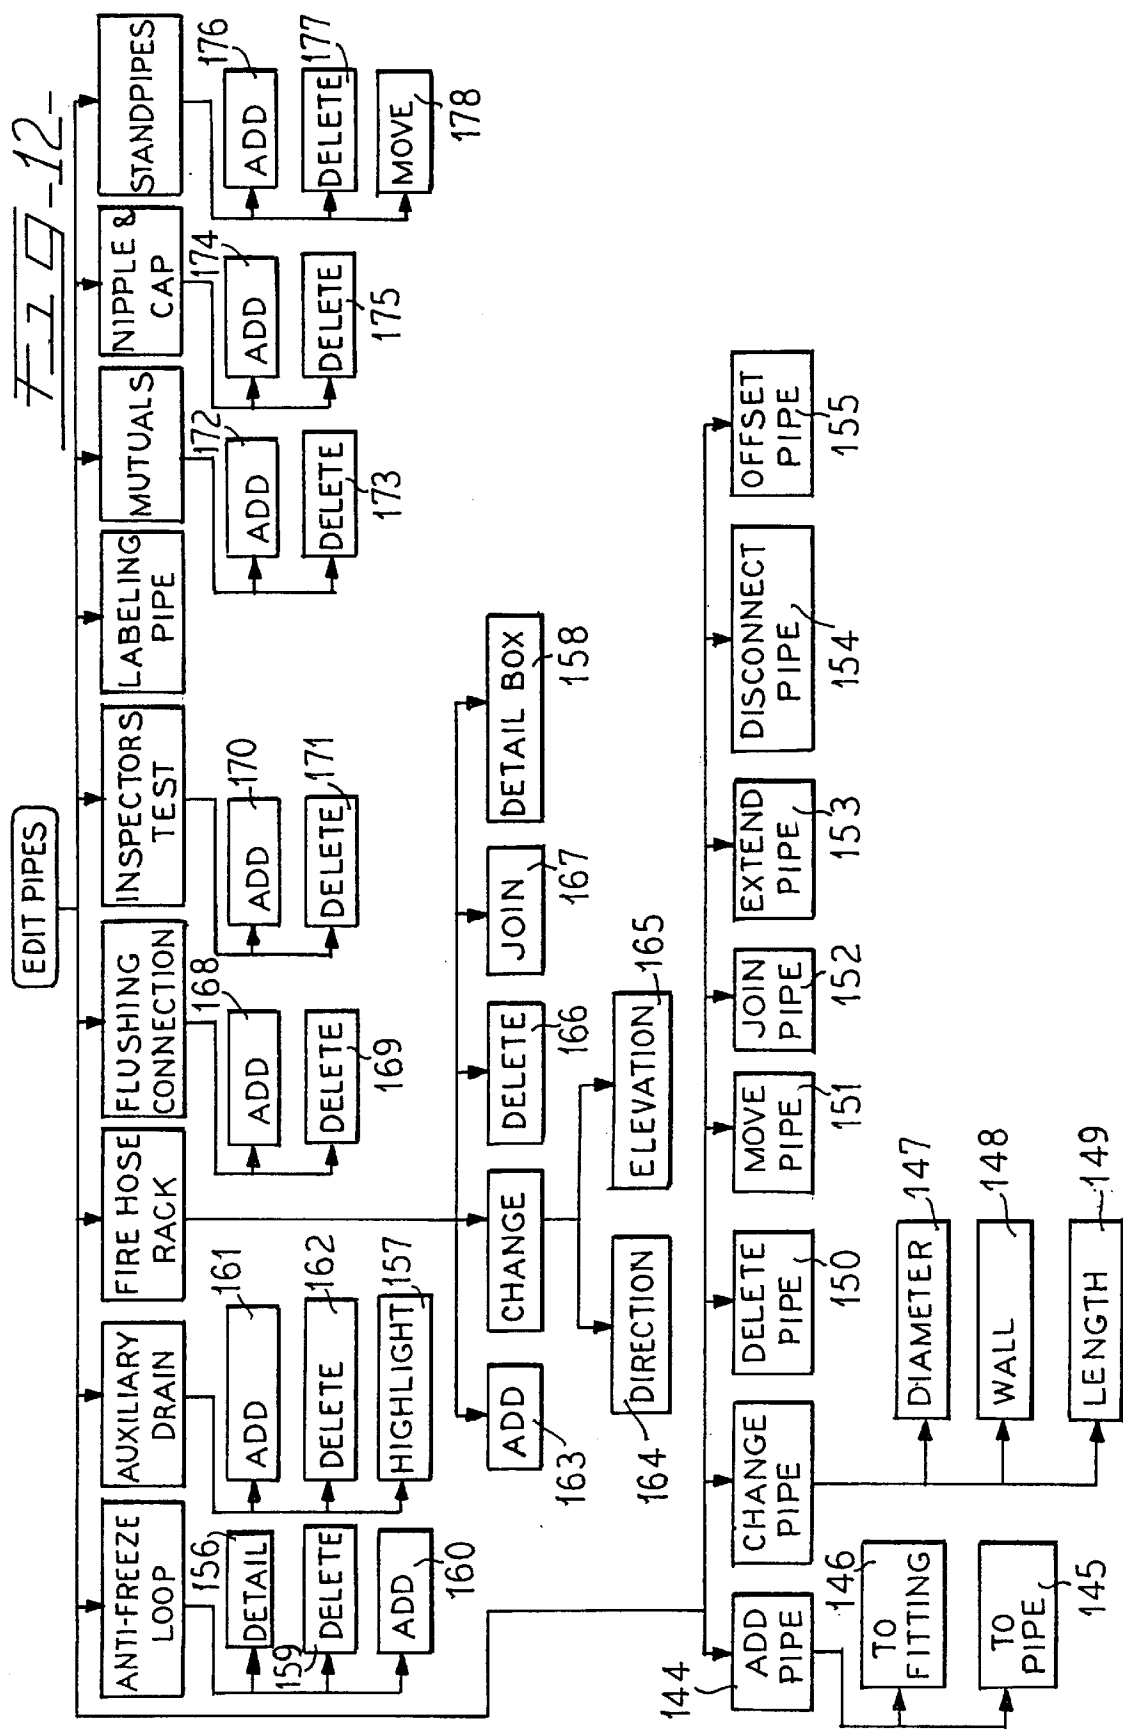 Fig-12-
EDIT PIPES
ANTI-FREEZE
LOOP
AUXILIARY
DRAIN
FIRE HOSE
RACK
FLUSHING
CONNECTION
INSPECTORS
TEST
LABELING
PIPE
MUTUALS
NIPPLE &
CAP
STANDPIPES
156
DETAIL
159
DELETE
ADD
160
161
ADD
162
DELETE
157
HIGHLIGHT
168
ADD
DELETE
169
170
ADD
171
DELETE
172
ADD
DELETE
173
174
ADD
DELETE
175
176
ADD
177
DELETE
MOVE
178
ADD
163
CHANGE
DELETE
166
JOIN
167
DETAIL BOX
158
164
DIRECTION
ELEVATION
165
144
ADD
PIPE
CHANGE
PIPE
DELETE
PIPE
150
MOVE
PIPE
151
JOIN
PIPE
152
EXTEND
PIPE
153
DISCONNECT
PIPE
154
OFFSET
PIPE
155
146
TO
FITTING
TO
PIPE
145
DIAMETER
147
WALL
148
LENGTH
149